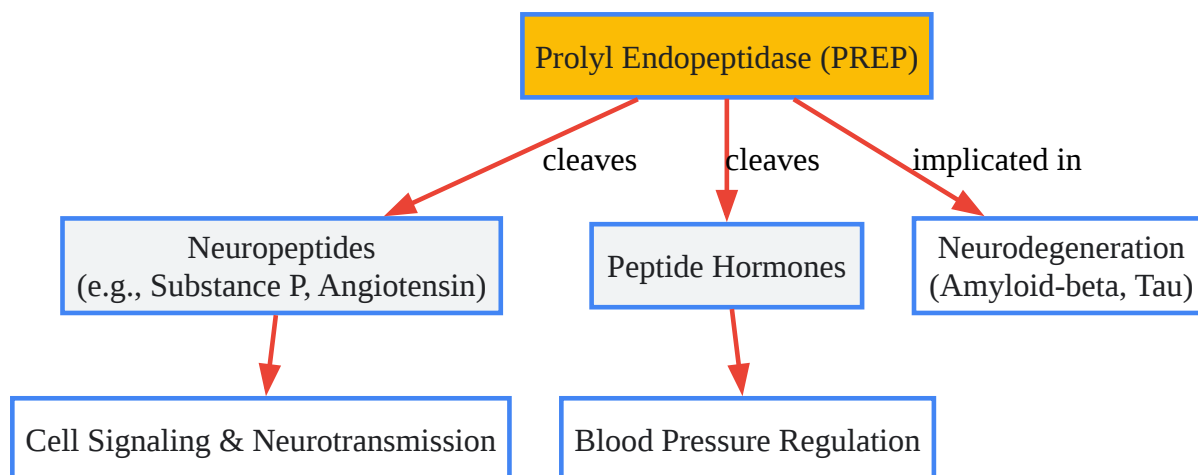 Prolyl Endopeptidase (PREP)
cleaves
cleaves
implicated in
Neuropeptides
(e.g., Substance P, Angiotensin)
Peptide Hormones
Neurodegeneration
(Amyloid-beta, Tau)
Cell Signaling & Neurotransmission
Blood Pressure Regulation